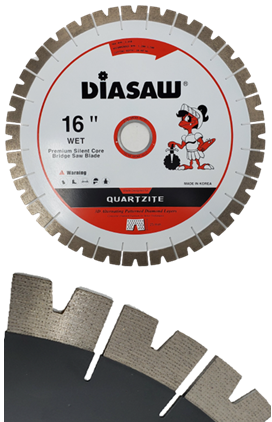 DIASAW®
16"
WET
Premium Silent Core
Bridge Saw Blade
Warning
MADE IN KOREA
QUARTZITE